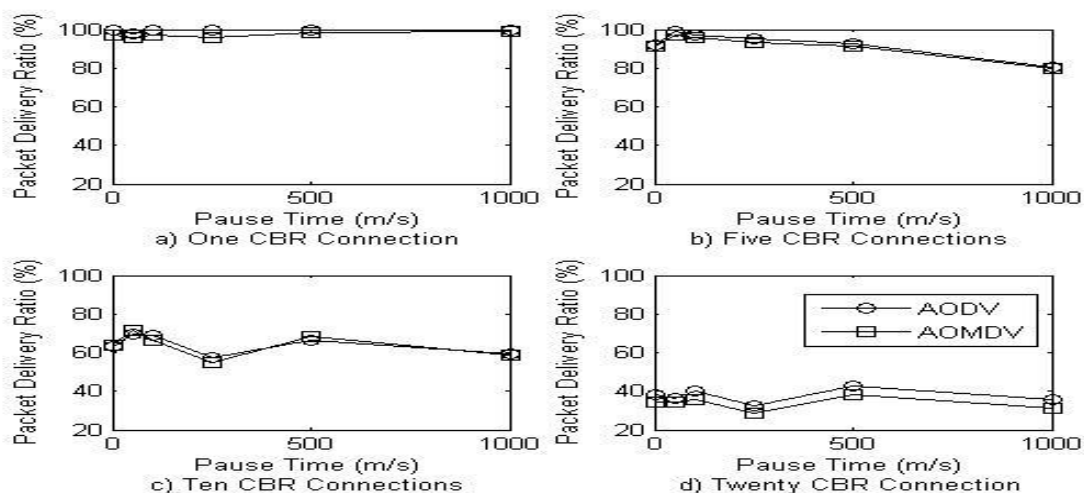 Packet Delivery Ratio (%)
100
80
60
40
20
0
500
1000
Pause Time (m/s)
a) One CBR Connection
Packet Delivery Ratio (%)
100
80
60
40
20
0
500
1000
Pause Time (m/s)
b) Five CBR Connections
Packet Delivery Ratio (%)
100
80
60
40
20
0
500
1000
Pause Time (m/s)
c) Ten CBR Connections
Packet Delivery Ratio (%)
100
80
60
40
20
AODV
AOMDV
0
500
1000
Pause Time (m/s)
d) Twenty CBR Connection